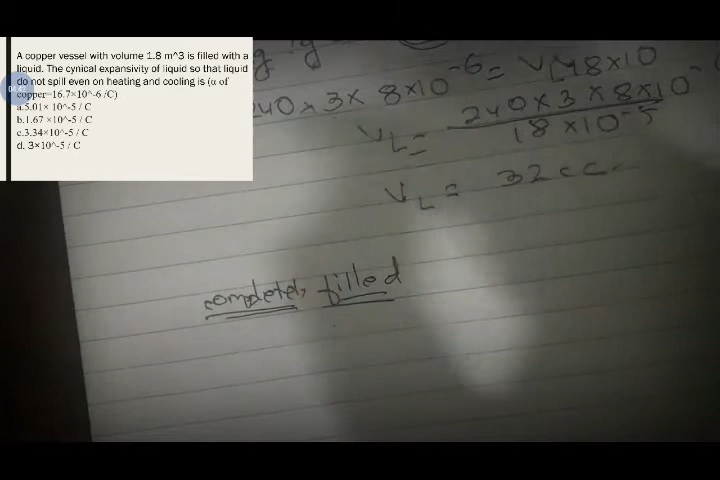 A copper vessel with volume 1.8 m^3 is filled with a
liquid. The cynical expansivity of liquid so that liquid
do not spill even on heating and cooling is (α of
copper=16.7×10^-6 /C)
a.5.01× 10^-5 / C
b.1.67 ×10^-5 / C
c.3.34×10^-5 / C
d. 3×10^-5 / C
240 × 3 × 8×10^-6 = V_L 18×10
V_L = 240 × 3 × 8×10^-
18 ×10^-5
V_L = 32 cc.
completely filled